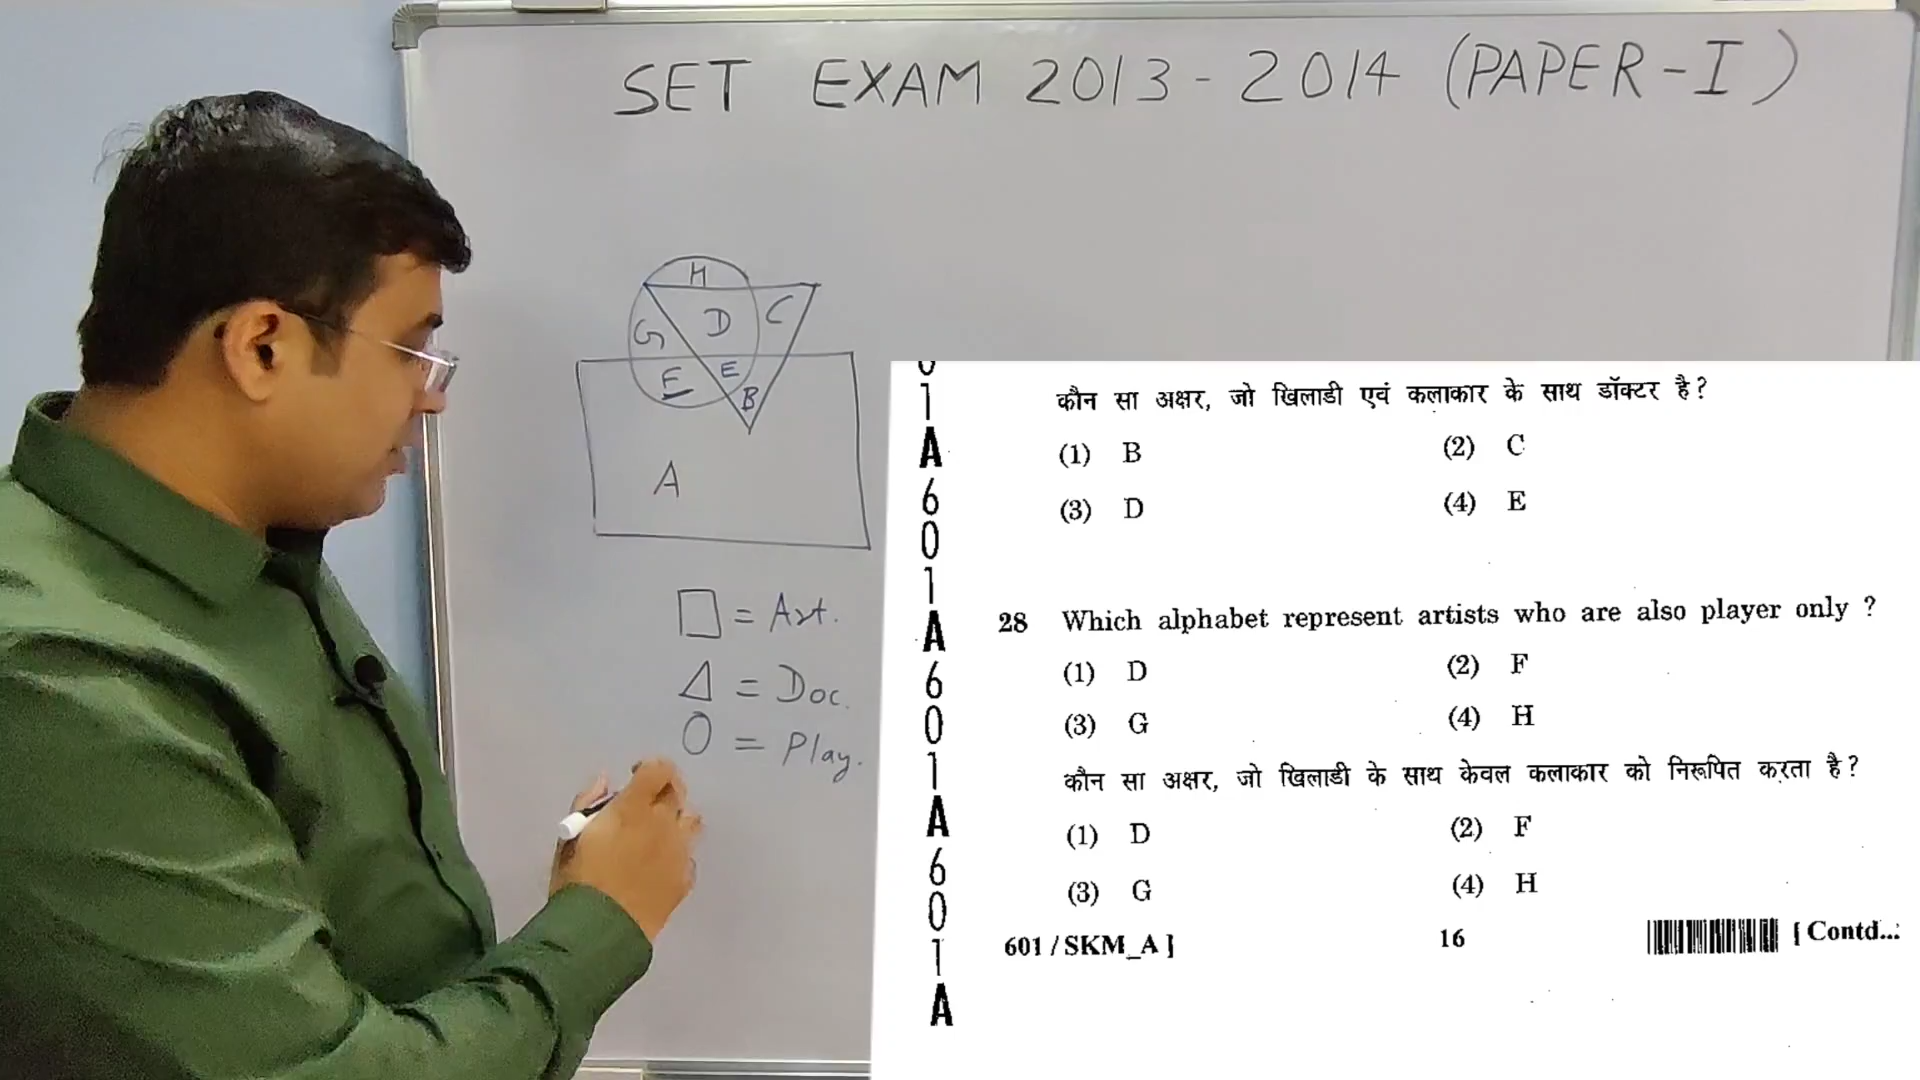 SET EXAM 2013-2014 (PAPER-I)
H
G D C
F E
B
A
□ = Art.
△ = Doc.
O = Play.
1
A
6
0
1
A
6
0
1
A
6
0
1
A
कौन सा अक्षर, जो खिलाडी एवं कलाकार के साथ डॉक्टर है?
(1) B (2) C
(3) D (4) E
28 Which alphabet represent artists who are also player only ?
(1) D (2) F
(3) G (4) H
कौन सा अक्षर, जो खिलाडी के साथ केवल कलाकार को निरूपित करता है?
(1) D (2) F
(3) G (4) H
601 / SKM_A ] 16 [ Contd...